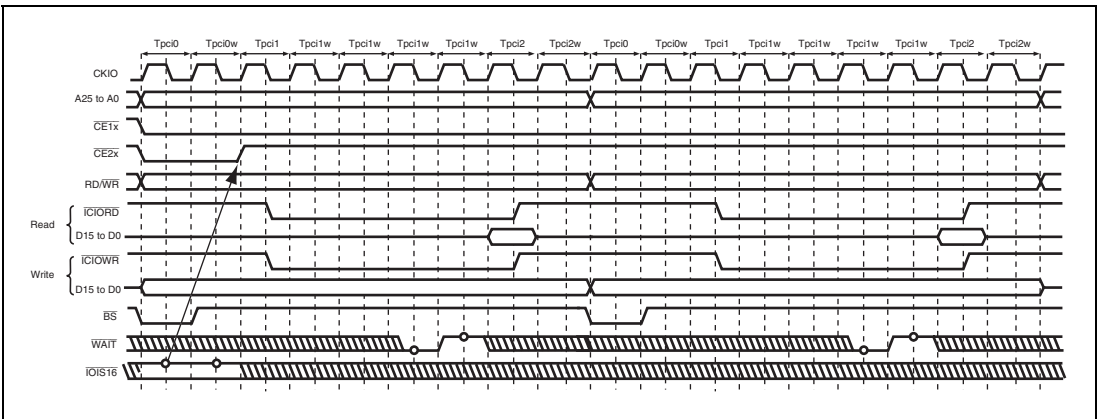 Tpci0 Tpci0w Tpci1 Tpci1w Tpci1w Tpci1w Tpci1w Tpci2 Tpci2w Tpci0 Tpci0w Tpci1 Tpci1w Tpci1w Tpci1w Tpci1w Tpci2 Tpci2w
CKIO
A25 to A0
CE1x
CE2x
RD/WR
Read
ICIORD
D15 to D0
Write
ICIOWR
D15 to D0
BS
WAIT
IOIS16